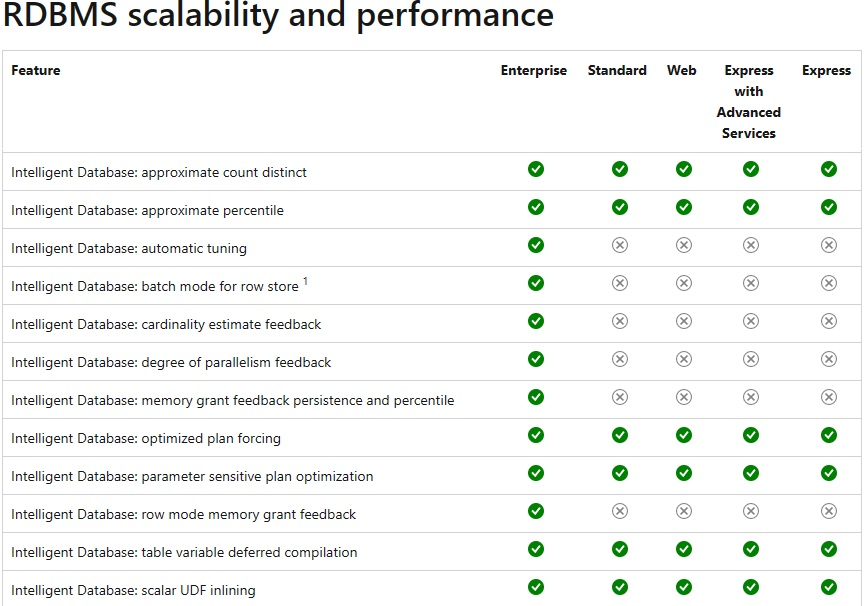 RDBMS scalability and performance
Feature Enterprise Standard Web Express with Advanced Services Express
Intelligent Database: approximate count distinct
Intelligent Database: approximate percentile
Intelligent Database: automatic tuning
Intelligent Database: batch mode for row store 1
Intelligent Database: cardinality estimate feedback
Intelligent Database: degree of parallelism feedback
Intelligent Database: memory grant feedback persistence and percentile
Intelligent Database: optimized plan forcing
Intelligent Database: parameter sensitive plan optimization
Intelligent Database: row mode memory grant feedback
Intelligent Database: table variable deferred compilation
Intelligent Database: scalar UDF inlining